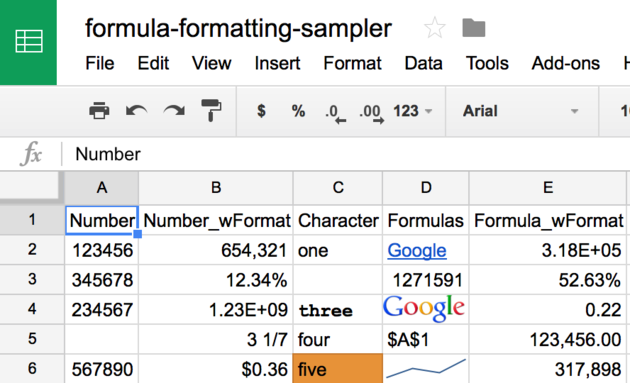 formula-formatting-sampler
File Edit View Insert Format Data Tools Add-ons H
$ % .0 .00 123 Arial 1
fx Number
A B C D E
1 Number Number_wFormat Character Formulas Formula_wFormat
2 123456 654,321 one Google 3.18E+05
3 345678 12.34% 1271591 52.63%
4 234567 1.23E+09 three Google 0.22
5 3 1/7 four $A$1 123,456.00
6 567890 $0.36 five 317,898